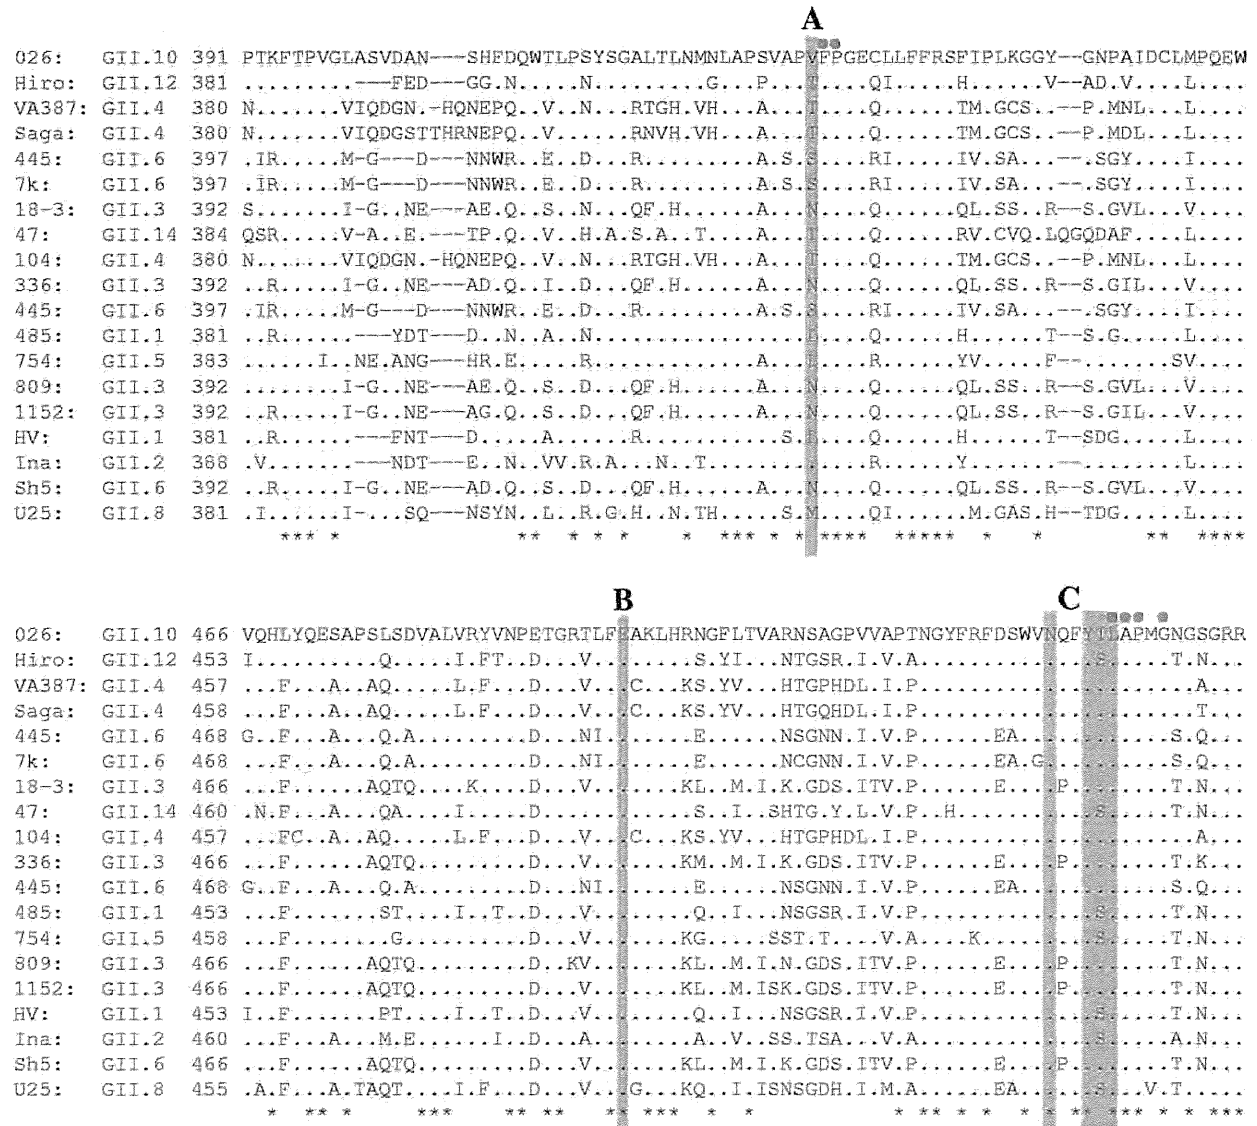 A
026: GII.10 391 PTKFTPVGLASVDAN---SHFDQWTLPSYSGALTLNMNLAPSVAPVFPGECLLFFRSFIPLKGGY--GNPAIDCLMPQEW
Hiro: GII.12 381 .........---FED---GG.N.....N.........G...P...T....QI......H......V--AD.V....L....
VA387: GII.4 380 N.......VIQDGN.-HQNEPQ..V..N...RTGH.VH...A...T....Q......TM.GCS..--P.MNL...L....
Saga: GII.4 380 N.......VIQDGSTTHRNEPQ..V......RNVH.VH...A...T....Q......TM.GCS..--P.MDL...L....
445: GII.6 397 .IR.....M-G---D---NNWR..E..D...R.........A.S.S....RI.....IV.SA...--.SGY....I....
7k: GII.6 397 .IR.....M-G---D---NNWR..E..D...R.........A.S.S....RI.....IV.SA...--.SGY....I....
18-3: GII.3 392 S.......I-G..NE---AE.Q..S..N...QF.H......A...N....Q......QL.SS..R--S.GVL...V....
47: GII.14 384 QSR.....V-A..E.---TP.Q..V..H.A.S.A..T....A...T....Q......RV.CVQ.LQGQDAF....L....
104: GII.4 380 N.......VIQDGN.-HQNEPQ..V..N...RTGH.VH...A...T....Q......TM.GCS..--P.MNL...L....
336: GII.3 392 ..R.....I-G..NE---AD.Q..I..D...QF.H......A...N....Q......QL.SS..R--S.GIL...V....
445: GII.6 397 .IR.....M-G---D---NNWR..E..D...R.........A.S.S....RI.....IV.SA...--.SGY....I....
485: GII.1 381 ..R......---YDT---D..N..A..N.................L....Q......H......T--S.G.....L....
754: GII.5 383 ......I..NE.ANG---HR.E.....R.............A...T....R......YV.....F--........SV....
809: GII.3 392 ........I-G..NE---AE.Q..S..D...QF.H......A...N....Q......QL.SS..R--S.GVL...V....
1152: GII.3 392 ..R.....I-G..NE---AG.Q..S..D...QF.H......A...N....Q......QL.SS..R--S.GIL...V....
HV: GII.1 381 ..R......---FNT---D.....A......R...........S.L....Q......H......T--SDG.....L....
Ina: GII.2 388 .V.......---NDT---E..N..VV.R.A...N..T.............R......Y.......--........L....
Sh5: GII.6 392 ..R.....I-G..NE---AD.Q..S..D...QF.H......A...N....Q......QL.SS..R--S.GVL...V....
U25: GII.8 381 .I......I-...SQ---NSYN..L..R.G.H..N.TH.....S.M....QI......M.GAS.H--TDG.....L....
B C
026: GII.10 466 VQHLYQESAPSLSDVALVRYVNPETGRTLFEAKLHRNGFLTVARNSAGPVVAPTNGYFRFDSWVNQFYTLAPMGNGSGRR
Hiro: GII.12 453 I..........Q.....I.FT..D...V........S.YI...NTGSR.I.V.A..............S.....T.N...
VA387: GII.4 457 ...F...A..AQ.....L.F...D...V...C...KS.YV...HTGPHDL.I.P......................A...
Saga: GII.4 458 ...F...A..AQ.....L.F...D...V...C...KS.YV...HTGQHDL.I.P......................T...
445: GII.6 468 G..F...A...Q.A.........D...NI.......E......NSGNN.I.V.P......EA............S.Q...
7k: GII.6 468 ...F...A...Q.A.........D...NI.......E......NCGNN.I.V.P......EA.G..........S.Q...
18-3: GII.3 466 ..........AQTQ....K....D...V.......KL..M.I.K.GDS.ITV.P......E....P........T.N...
47: GII.14 460 .N.F...A...QA....I..................S..I..SHTG.Y.L.V.P..H...........S.....T.N...
104: GII.4 457 ...FC..A..AQ.....L.F...D...V...C...KS.YV...HTGPHDL.I.P......................A...
336: GII.3 466 ...F......AQTQ.........D...V.......KM..M.I.K.GDS.ITV.P......E....P........T.K...
445: GII.6 468 G..F...A...Q.A.........D...NI.......E......NSGNN.I.V.P......EA............S.Q...
485: GII.1 453 ...F.......ST....I..T..D...V........Q..I...NSGSR.I.V.P..............S.....T.N...
754: GII.5 458 ...F........G..........D...V.......KG.....SST.T....V.A....K.........S.....T.N...
809: GII.3 466 ...F......AQTQ.........D..KV.......KL..M.I.N.GDS.ITV.P......E....P........T.N...
1152: GII.3 466 ...F......AQTQ.........D...V.......KL..M.ISK.GDS.ITV.P......E....P........T.N...
HV: GII.1 453 I..F.......PT....I..T..D...V........Q..I...NSGSR.I.V.P..............S.....T.N...
Ina: GII.2 460 ...F...A...M.E......I..D...A........A..V..SS.TSA...V.A..............S.....A.N...
Sh5: GII.6 466 ...F......AQTQ.........D...V.......KL..M.I.K.GDS.ITV.P......E....P........T.N...
U25: GII.8 455 .A.F...A.TAQT....I.F...D...V...G...KQ..I.ISNSGDH.I.M.A......EA......S...V.T.....